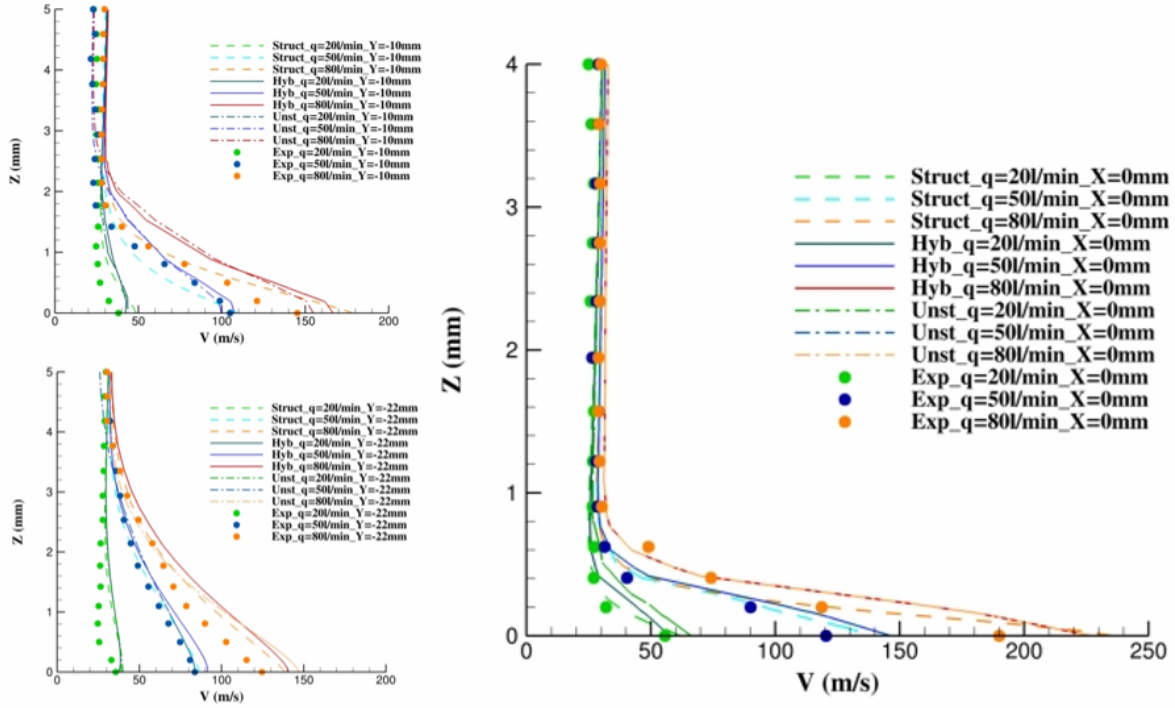 5
4
3
2
1
0
Z (mm)
0
50
100
150
200
V (m/s)
Struct_q=20l/min_Y=-10mm
Struct_q=50l/min_Y=-10mm
Struct_q=80l/min_Y=-10mm
Hyb_q=20l/min_Y=-10mm
Hyb_q=50l/min_Y=-10mm
Hyb_q=80l/min_Y=-10mm
Unst_q=20l/min_Y=-10mm
Unst_q=50l/min_Y=-10mm
Unst_q=80l/min_Y=-10mm
Exp_q=20l/min_Y=-10mm
Exp_q=50l/min_Y=-10mm
Exp_q=80l/min_Y=-10mm
5
4
3
2
1
0
Z (mm)
0
50
100
150
200
V (m/s)
Struct_q=20l/min_Y=-22mm
Struct_q=50l/min_Y=-22mm
Struct_q=80l/min_Y=-22mm
Hyb_q=20l/min_Y=-22mm
Hyb_q=50l/min_Y=-22mm
Hyb_q=80l/min_Y=-22mm
Unst_q=20l/min_Y=-22mm
Unst_q=50l/min_Y=-22mm
Unst_q=80l/min_Y=-22mm
Exp_q=20l/min_Y=-22mm
Exp_q=50l/min_Y=-22mm
Exp_q=80l/min_Y=-22mm
4
3
2
1
0
Z (mm)
0
50
100
150
200
250
V (m/s)
Struct_q=20l/min_X=0mm
Struct_q=50l/min_X=0mm
Struct_q=80l/min_X=0mm
Hyb_q=20l/min_X=0mm
Hyb_q=50l/min_X=0mm
Hyb_q=80l/min_X=0mm
Unst_q=20l/min_X=0mm
Unst_q=50l/min_X=0mm
Unst_q=80l/min_X=0mm
Exp_q=20l/min_X=0mm
Exp_q=50l/min_X=0mm
Exp_q=80l/min_X=0mm